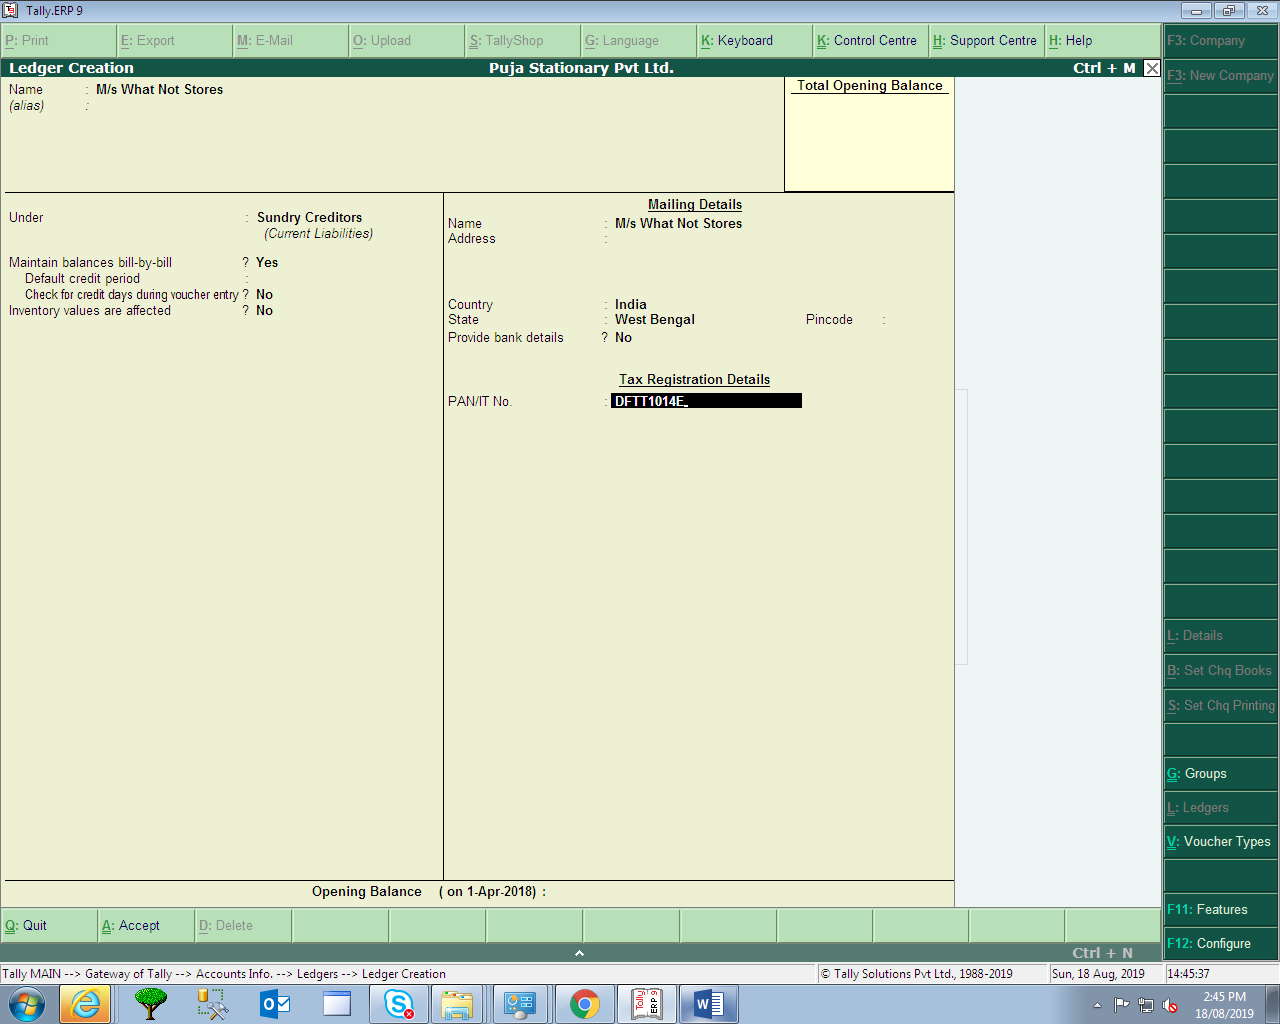 Tally.ERP 9
P: Print E: Export M: E-Mail O: Upload S: TallyShop G: Language K: Keyboard K: Control Centre H: Support Centre H: Help
F3: Company
Ledger Creation Puja Stationary Pvt Ltd. Ctrl + M
F3: New Company
Name : M/s What Not Stores
(alias) :
Total Opening Balance
Under : Sundry Creditors
(Current Liabilities)
Maintain balances bill-by-bill ? Yes
Default credit period :
Check for credit days during voucher entry ? No
Inventory values are affected ? No
Mailing Details
Name : M/s What Not Stores
Address :
Country : India
State : West Bengal Pincode :
Provide bank details ? No
Tax Registration Details
PAN/IT No. : DFTT1014E
L: Details
B: Set Chq Books
S: Set Chq Printing
G: Groups
L: Ledgers
V: Voucher Types
F11: Features
F12: Configure
Opening Balance ( on 1-Apr-2018) :
Q: Quit A: Accept D: Delete
Ctrl + N
Tally MAIN --> Gateway of Tally --> Accounts Info. --> Ledgers --> Ledger Creation © Tally Solutions Pvt Ltd., 1988-2019 Sun, 18 Aug, 2019 14:45:37
Tally ERP 9
2:45 PM
18/08/2019